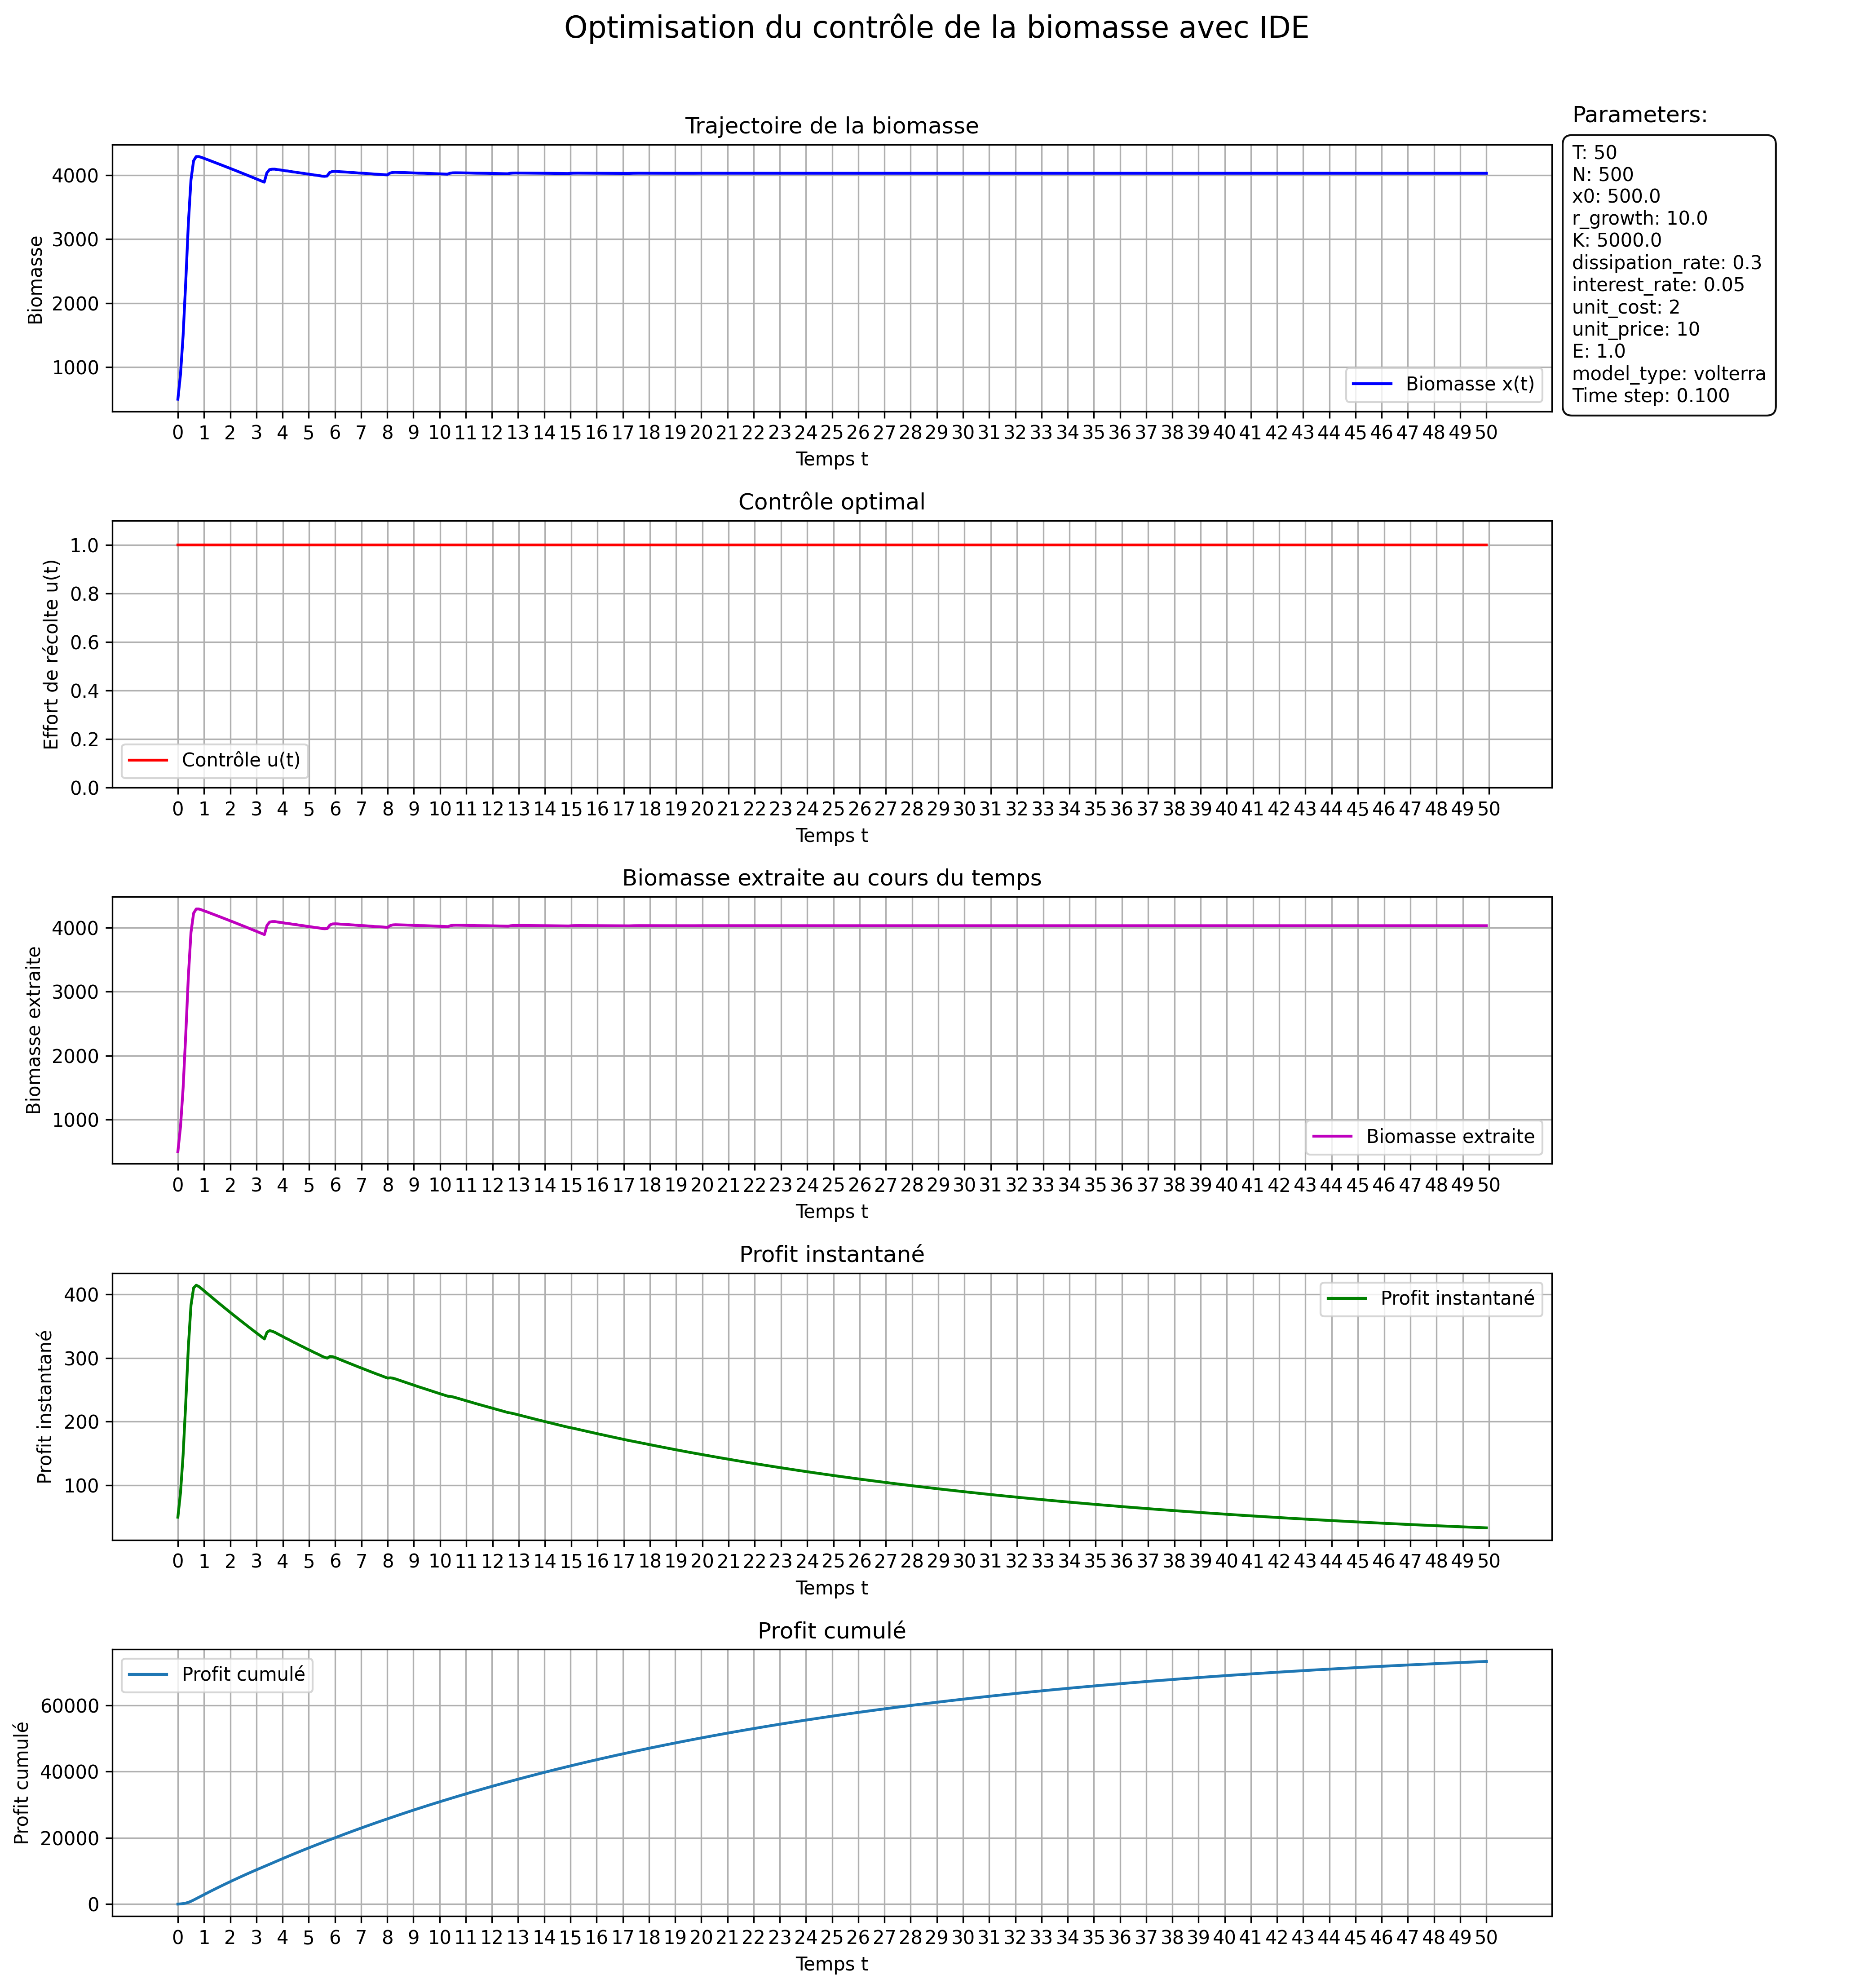 Optimisation du contrôle de la biomasse avec IDE
Trajectoire de la biomasse
Parameters:
T: 50
N: 500
x0: 500.0
r_growth: 10.0
K: 5000.0
dissipation_rate: 0.3
interest_rate: 0.05
unit_cost: 2
unit_price: 10
E: 1.0
model_type: volterra
Time step: 0.100
Biomasse
4000
3000
2000
1000
Biomasse x(t)
0 1 2 3 4 5 6 7 8 9 10 11 12 13 14 15 16 17 18 19 20 21 22 23 24 25 26 27 28 29 30 31 32 33 34 35 36 37 38 39 40 41 42 43 44 45 46 47 48 49 50
Temps t
Contrôle optimal
Effort de récolte u(t)
1.0
0.8
0.6
0.4
0.2
0.0
Contrôle u(t)
0 1 2 3 4 5 6 7 8 9 10 11 12 13 14 15 16 17 18 19 20 21 22 23 24 25 26 27 28 29 30 31 32 33 34 35 36 37 38 39 40 41 42 43 44 45 46 47 48 49 50
Temps t
Biomasse extraite au cours du temps
Biomasse extraite
4000
3000
2000
1000
Biomasse extraite
0 1 2 3 4 5 6 7 8 9 10 11 12 13 14 15 16 17 18 19 20 21 22 23 24 25 26 27 28 29 30 31 32 33 34 35 36 37 38 39 40 41 42 43 44 45 46 47 48 49 50
Temps t
Profit instantané
Profit instantané
400
300
200
100
Profit instantané
0 1 2 3 4 5 6 7 8 9 10 11 12 13 14 15 16 17 18 19 20 21 22 23 24 25 26 27 28 29 30 31 32 33 34 35 36 37 38 39 40 41 42 43 44 45 46 47 48 49 50
Temps t
Profit cumulé
Profit cumulé
Profit cumulé
60000
40000
20000
0
0 1 2 3 4 5 6 7 8 9 10 11 12 13 14 15 16 17 18 19 20 21 22 23 24 25 26 27 28 29 30 31 32 33 34 35 36 37 38 39 40 41 42 43 44 45 46 47 48 49 50
Temps t